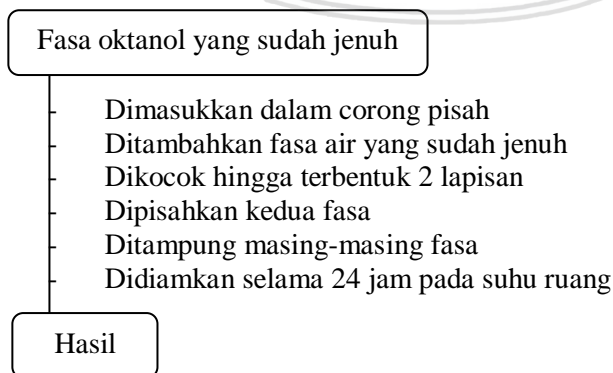 Fasa oktanol yang sudah jenuh
- Dimasukkan dalam corong pisah
- Ditambahkan fasa air yang sudah jenuh
- Dikocok hingga terbentuk 2 lapisan
- Dipisahkan kedua fasa
- Ditampung masing-masing fasa
- Didiamkan selama 24 jam pada suhu ruang
Hasil